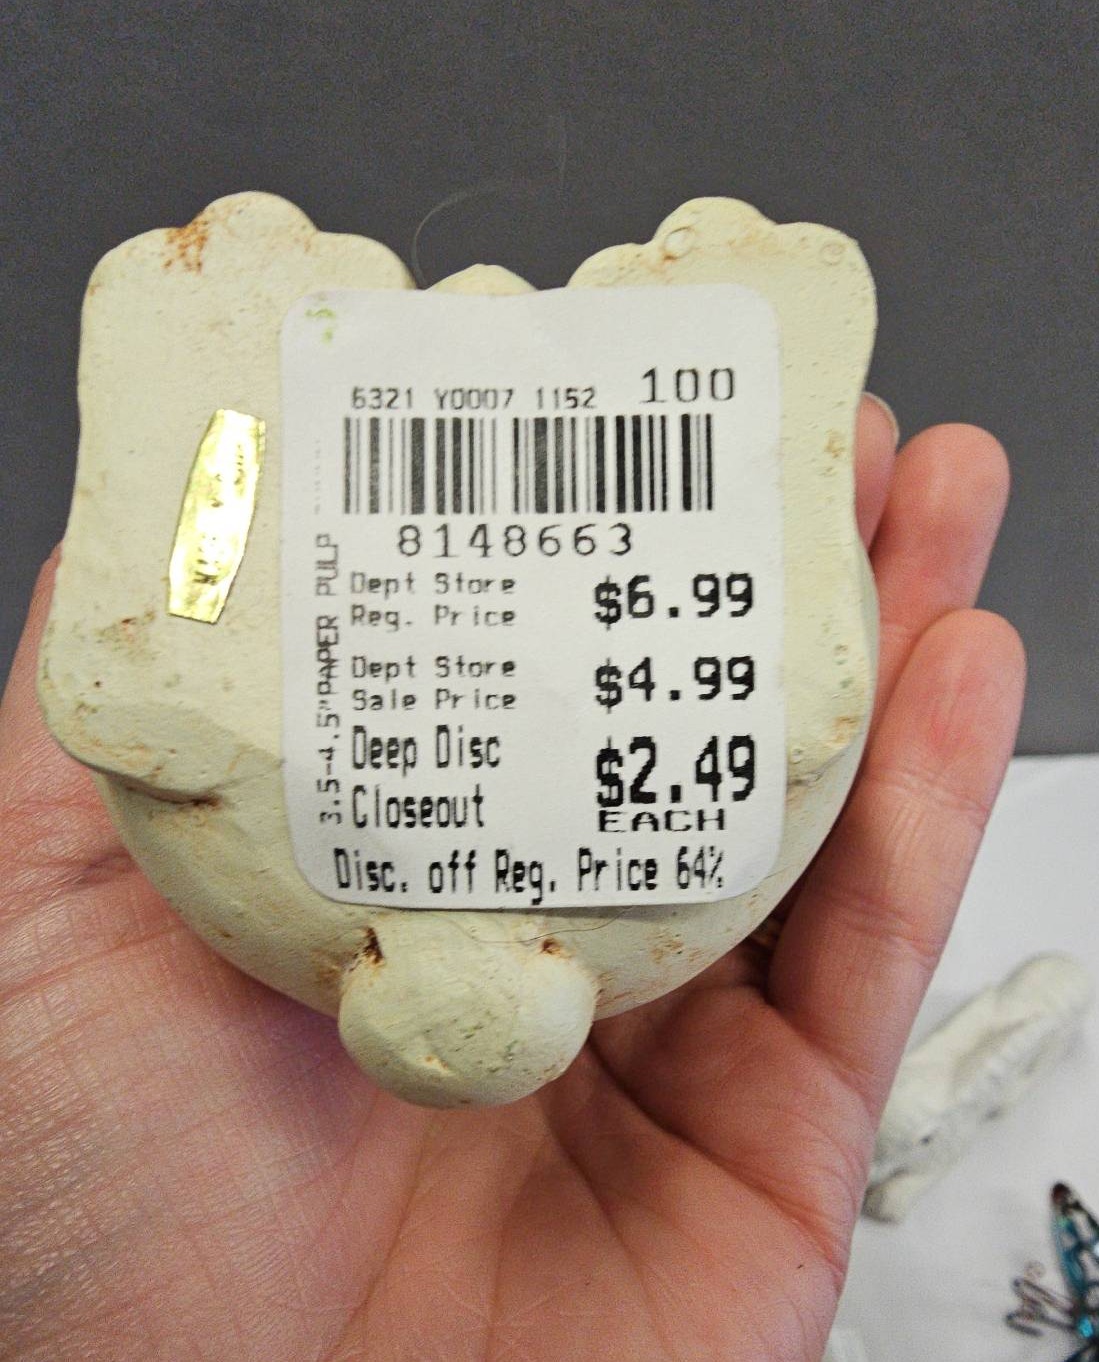 6321 Y0007 1152 100
8148663
Dept Store
Reg. Price $6.99
Dept Store
Sale Price $4.99
Deep Disc
Closeout $2.49
EACH
Disc. off Reg. Price 64%
3.5-4.5"PAPER PULP